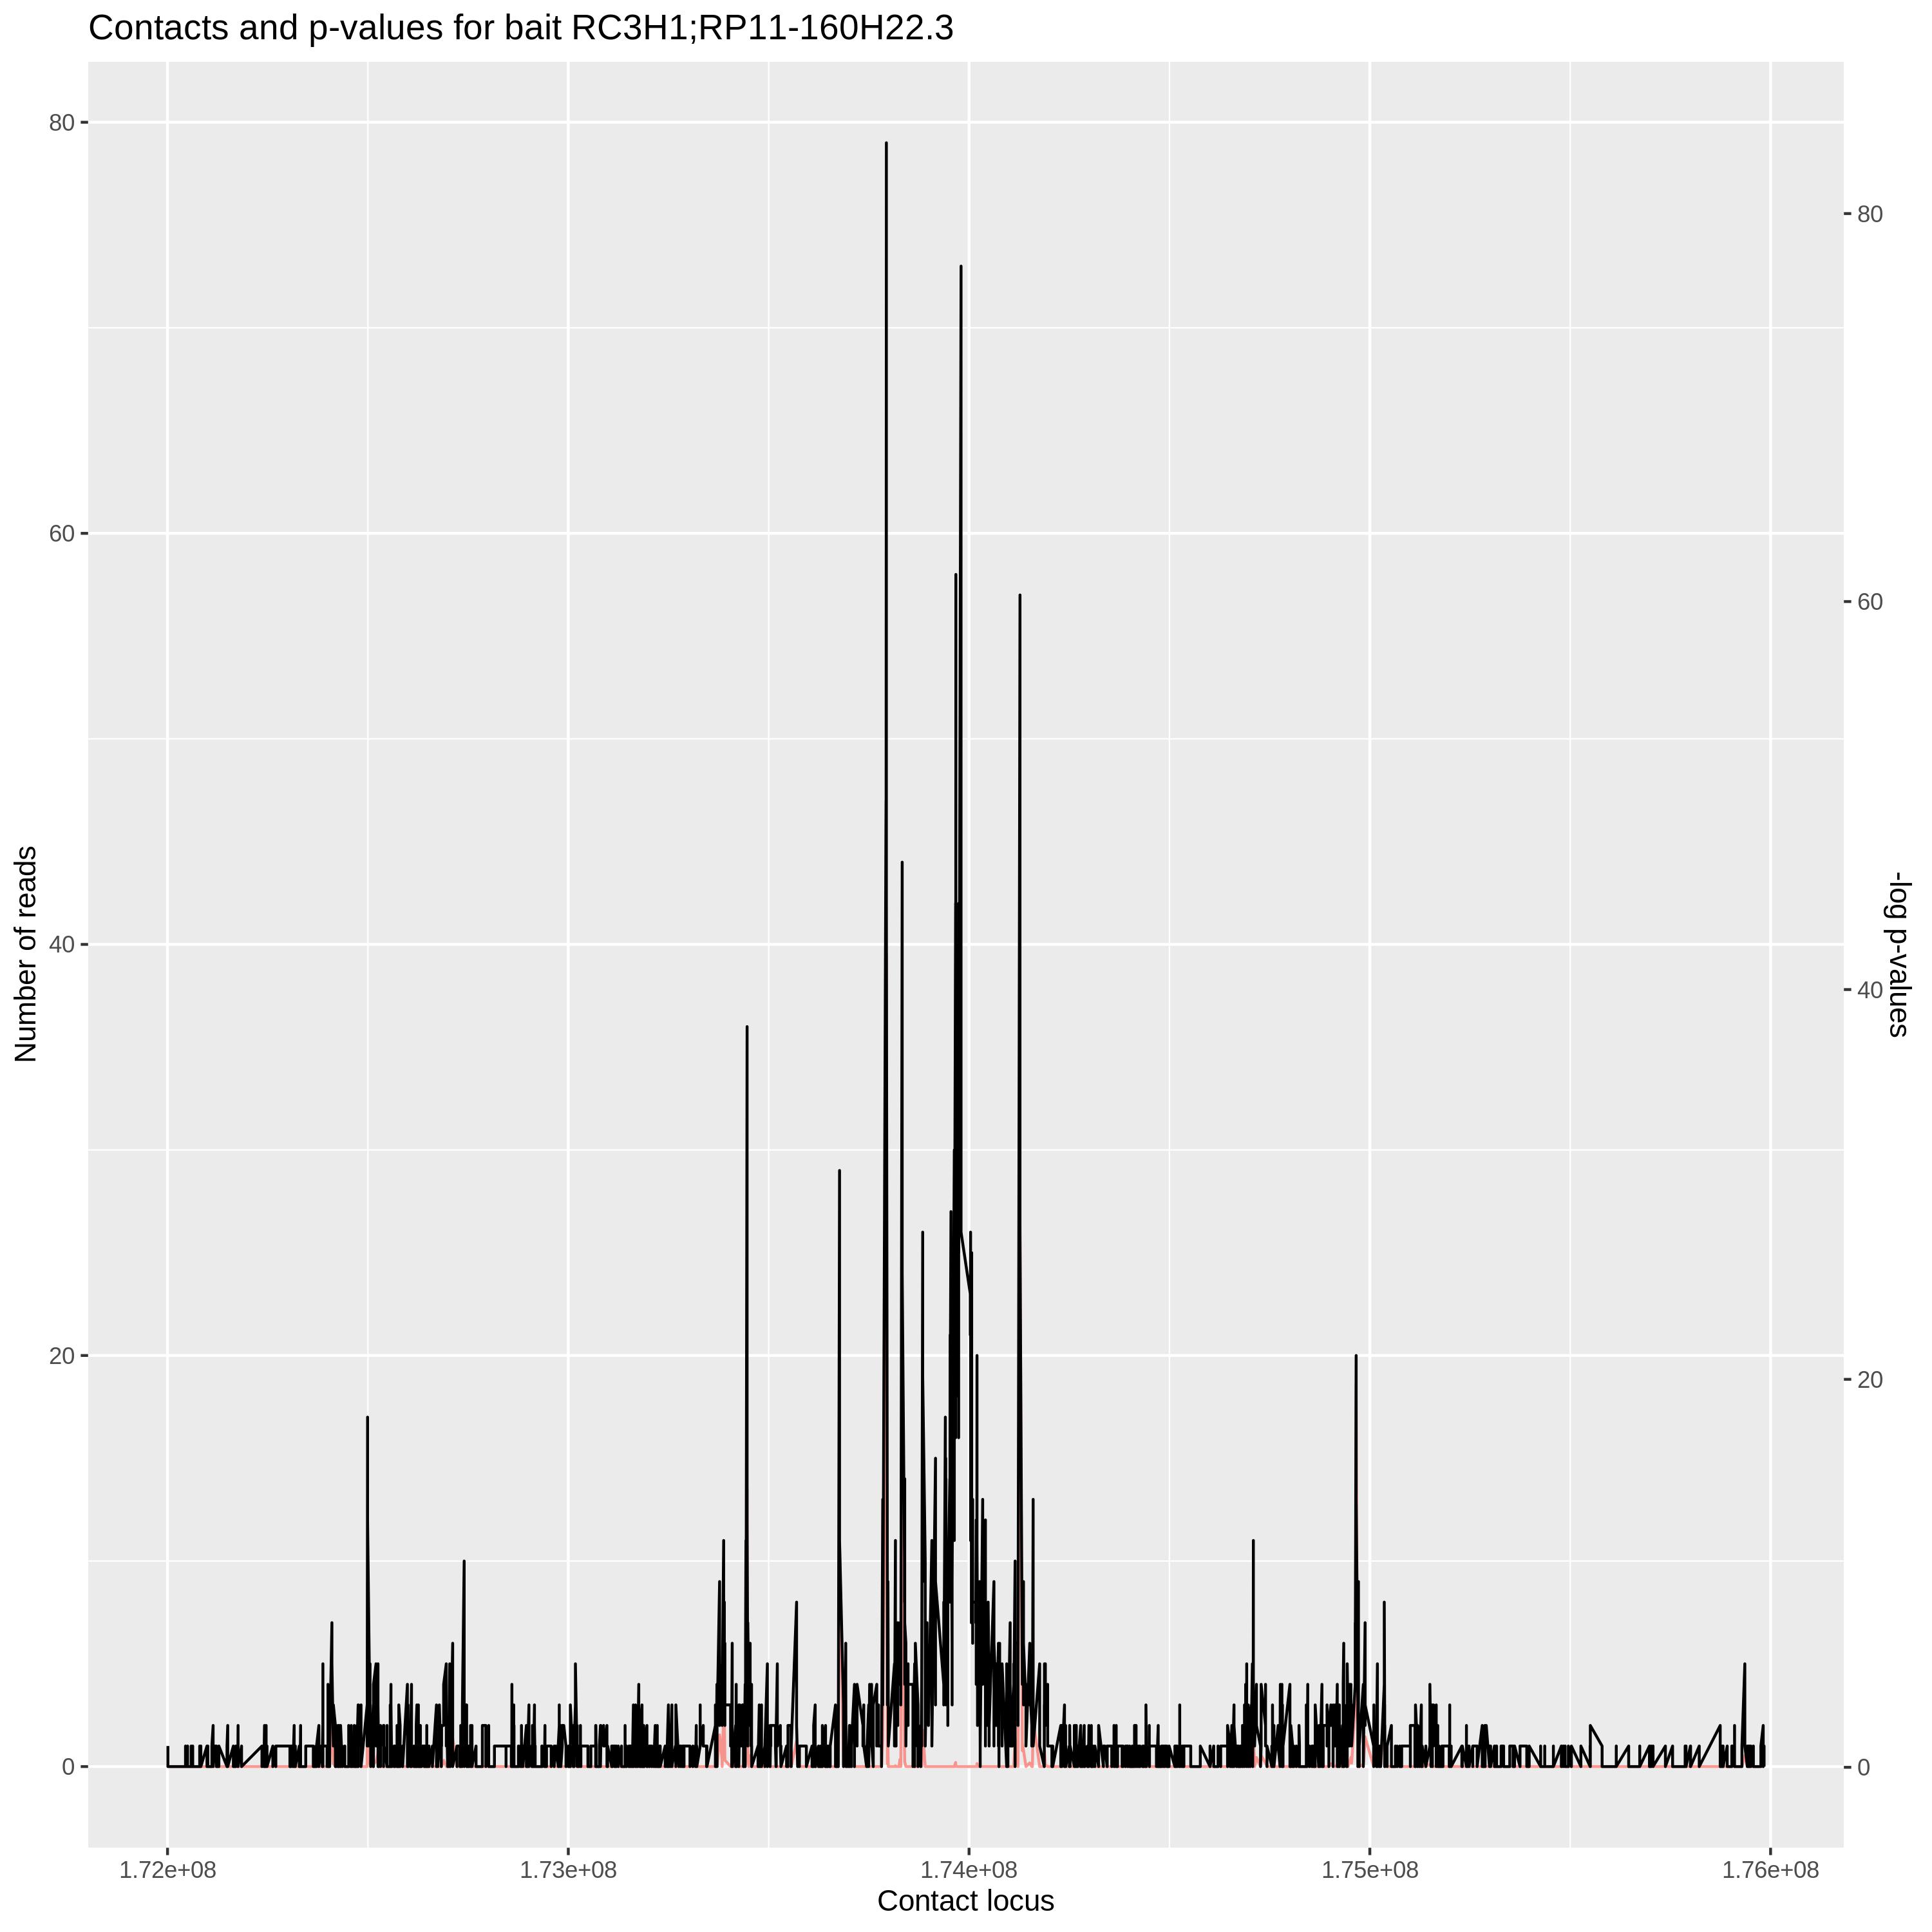 Contacts and p-values for bait RC3H1;RP11-160H22.3
80
60
40
20
0
Number of reads
80
60
40
20
0
-log p-values
1.72e+08
1.73e+08
1.74e+08
1.75e+08
1.76e+08
Contact locus